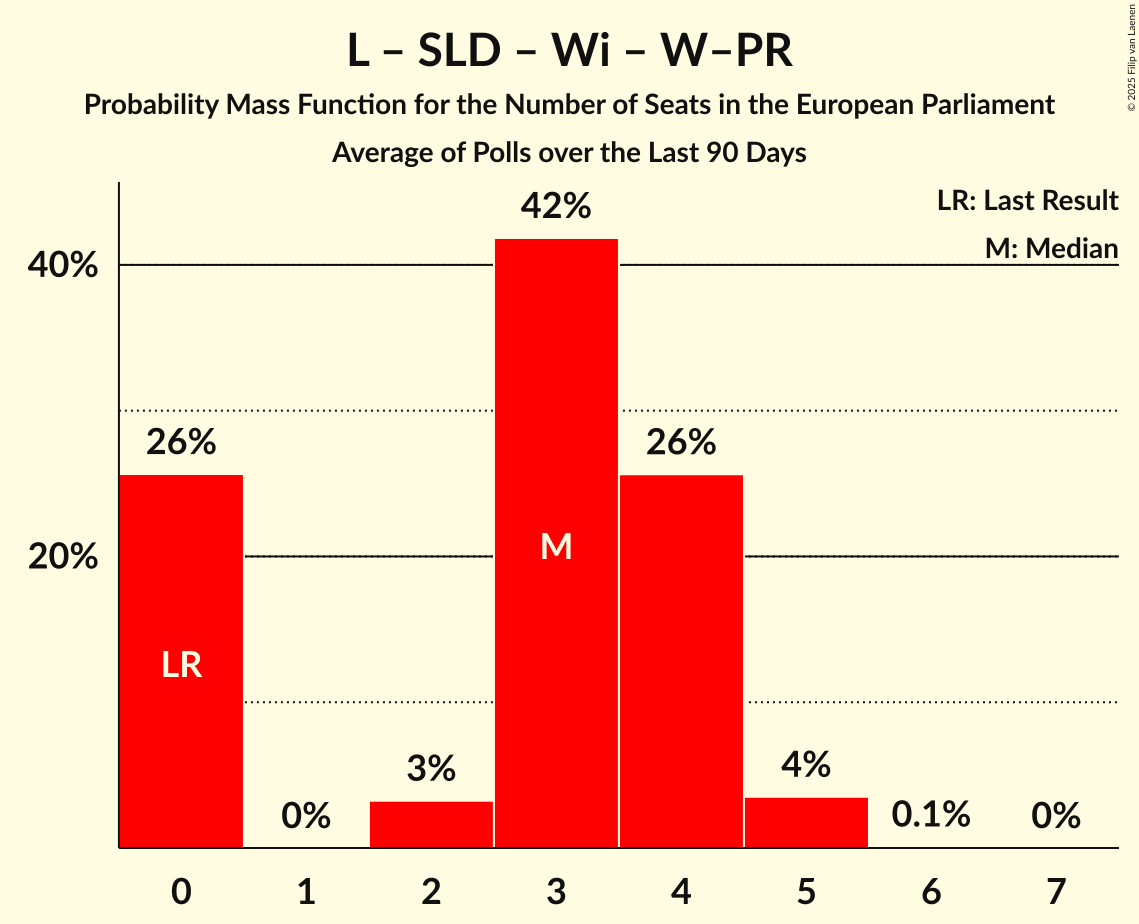 L – SLD – Wi – W–PR
Probability Mass Function for the Number of Seats in the European Parliament
Average of Polls over the Last 90 Days
© 2025 Filip van Laenen
LR: Last Result
M: Median
40%
20%
26%
0%
3%
42%
26%
4%
0.1%
0%
LR
M
0 1 2 3 4 5 6 7